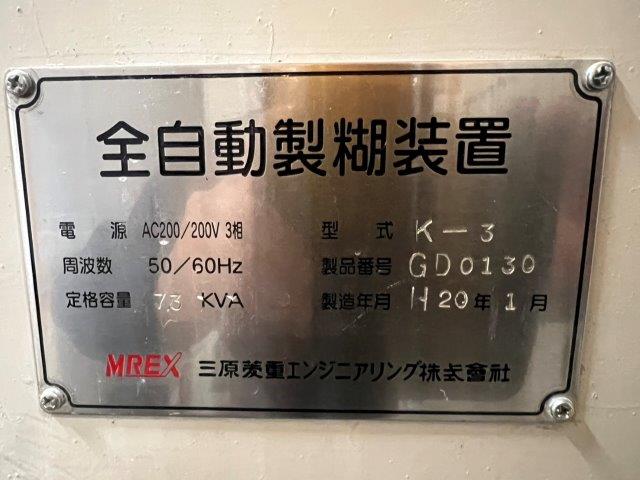 全自動製糊装置
電源 AC200/200V 3相 型式 K-3
周波数 50/60Hz 製品番号 GD0130
定格容量 73 KVA 製造年月 H20年1月
MREX 三原菱重エンジニアリング株式會社